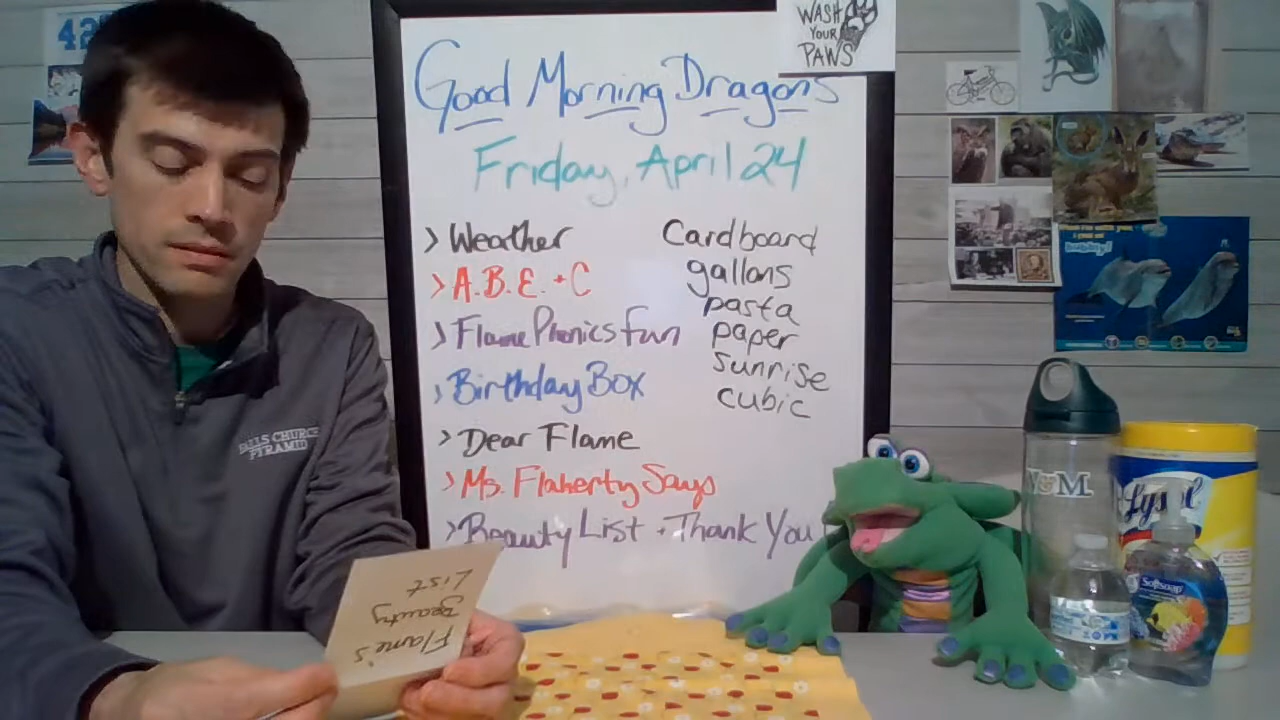 42
WASH
YOUR
PAWS
Good Morning Dragons
Friday, April 24
> Weather
> A.B.E. + C
> Flame Phonics fun
> Birthday Box
> Dear Flame
> Ms. Flaherty Says
> Beauty List + Thank You
Cardboard
gallons
pasta
paper
sunrise
cubic
FALLS CHURCH
PYRAMID
Flame's
Beauty
List
W&M
Lysol
Softsoap